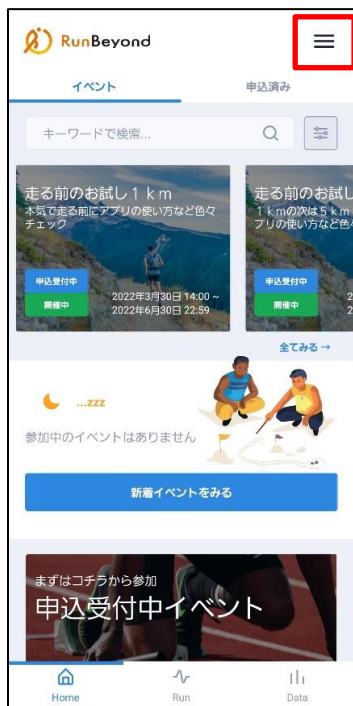 RunBeyond
イベント
申込済み
キーワードで検索...
走る前のお試し１ｋｍ
本気で走る前にアプリの使い方など色々
チェック
申込受付中
開催中
2022年3月30日 14:00 ~
2022年6月30日 22:59
走る前のお試し
１ｋｍの次は５ｋｍ
プリの使い方など色
申込受付中
開催中
2
2
全てみる→
...zzz
参加中のイベントはありません
新着イベントをみる
まずはコチラから参加
申込受付中イベント
Home
Run
Data